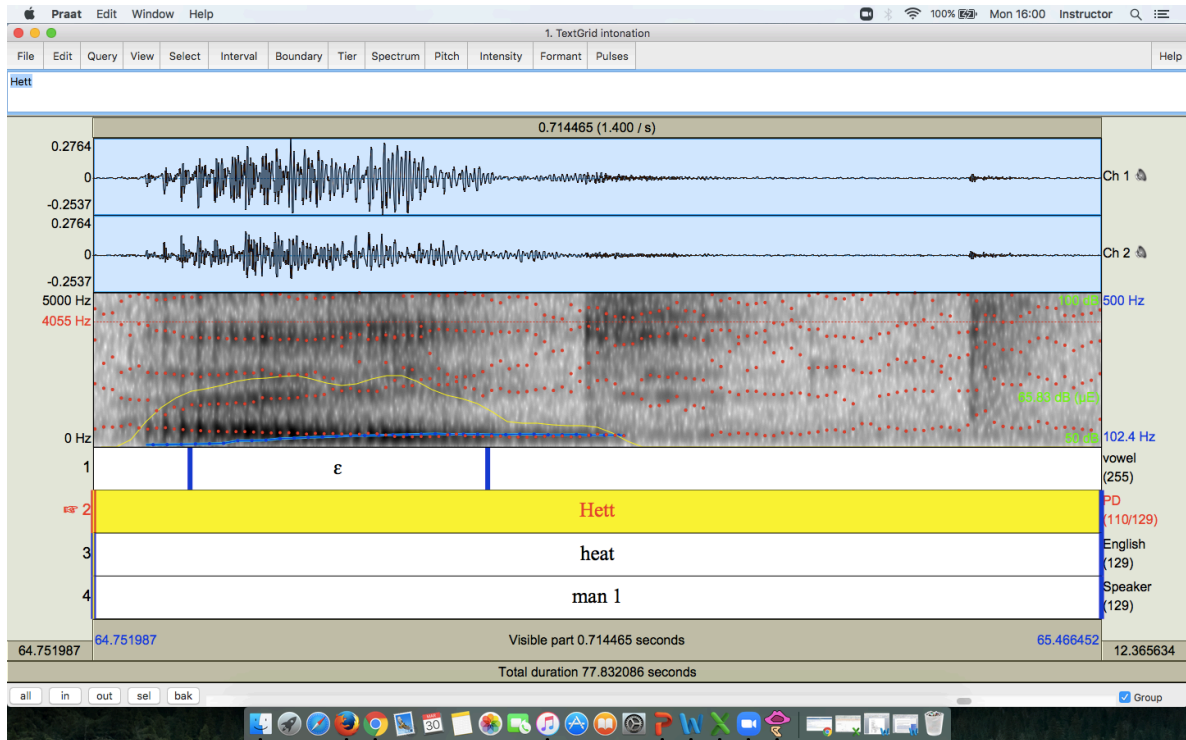 Praat Edit Window Help 100% Mon 16:00 Instructor
1. TextGrid intonation
File Edit Query View Select Interval Boundary Tier Spectrum Pitch Intensity Formant Pulses Help
Hett
0.714465 (1.400 / s)
0.2764
0
-0.2537
Ch 1
0.2764
0
-0.2537
Ch 2
5000 Hz 100 dB 500 Hz
4055 Hz
0 Hz 50 dB 102.4 Hz
1 ε vowel
(255)
2 Hett PD
(110/129)
3 heat English
(129)
4 man 1 Speaker
(129)
64.751987 Visible part 0.714465 seconds 65.466452
64.751987 12.365634
Total duration 77.832086 seconds
all in out sel bak Group
MAR
30